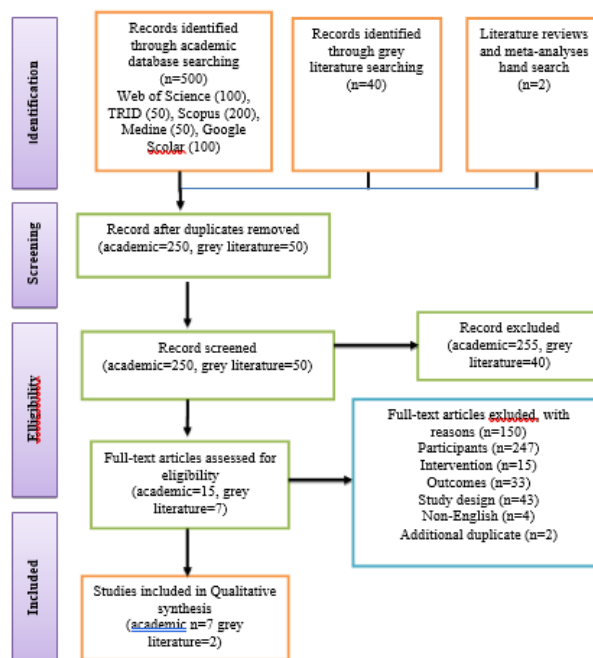 Identification
Records identified
through academic
database searching
(n=500)
Web of Science (100),
TRID (50), Scopus (200),
Medine (50), Google
Scolar (100)
Records identified
through grey
literature searching
(n=40)
Literature reviews
and meta-analyses
hand search
(n=2)
Screening
Record after duplicates removed
(academic=250, grey literature=50)
Elligibility
Record screened
(academic=250, grey literature=50)
Record excluded
(academic=255, grey
literature=40)
Full-text articles assessed for
eligibility
(academic=15, grey
literature=7)
Full-text articles exluded, with
reasons (n=150)
Participants (n=247)
Intervention (n=15)
Outcomes (n=33)
Study design (n=43)
Non-English (n=4)
Additional duplicate (n=2)
Included
Studies included in Qualitative
synthesis
(academic n=7 grey
literature=2)